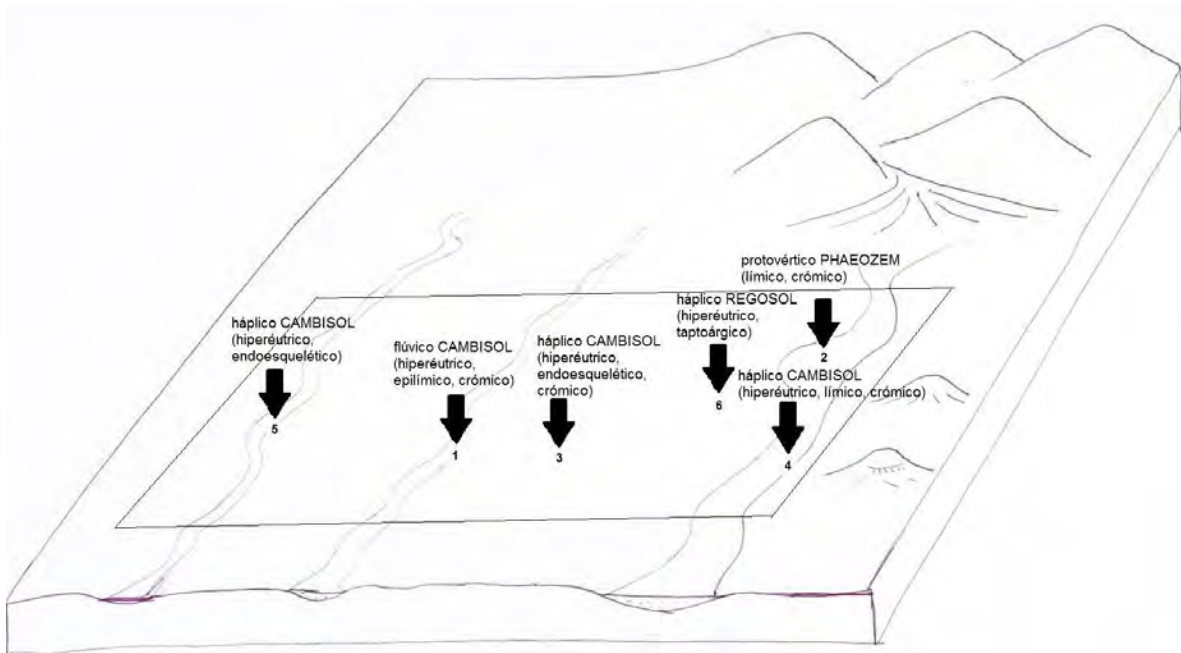 protovértico PHAEOZEM
(límico, crómico)
2
háplico REGOSOL
(hiperéutrico,
taptoárgico)
6
háplico CAMBISOL
(hiperéutrico,
endoesquelético)
5
flúvico CAMBISOL
(hiperéutrico,
epilímico, crómico)
1
háplico CAMBISOL
(hiperéutrico,
endoesquelético,
crómico)
3
háplico CAMBISOL
(hiperéutrico, límico, crómico)
4